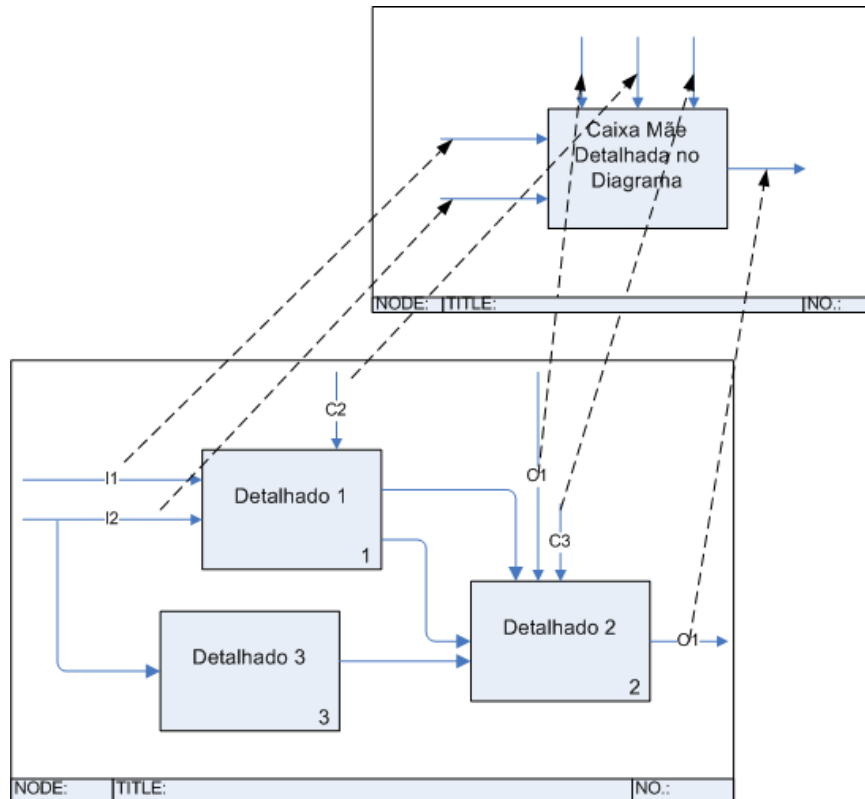 Caixa Mãe
Detalhada no
Diagrama
NODE: TITLE: NO.:
C2
I1
O1
I2
C3
Detalhado 1
1
Detalhado 2
2
O1
Detalhado 3
3
NODE: TITLE: NO.: